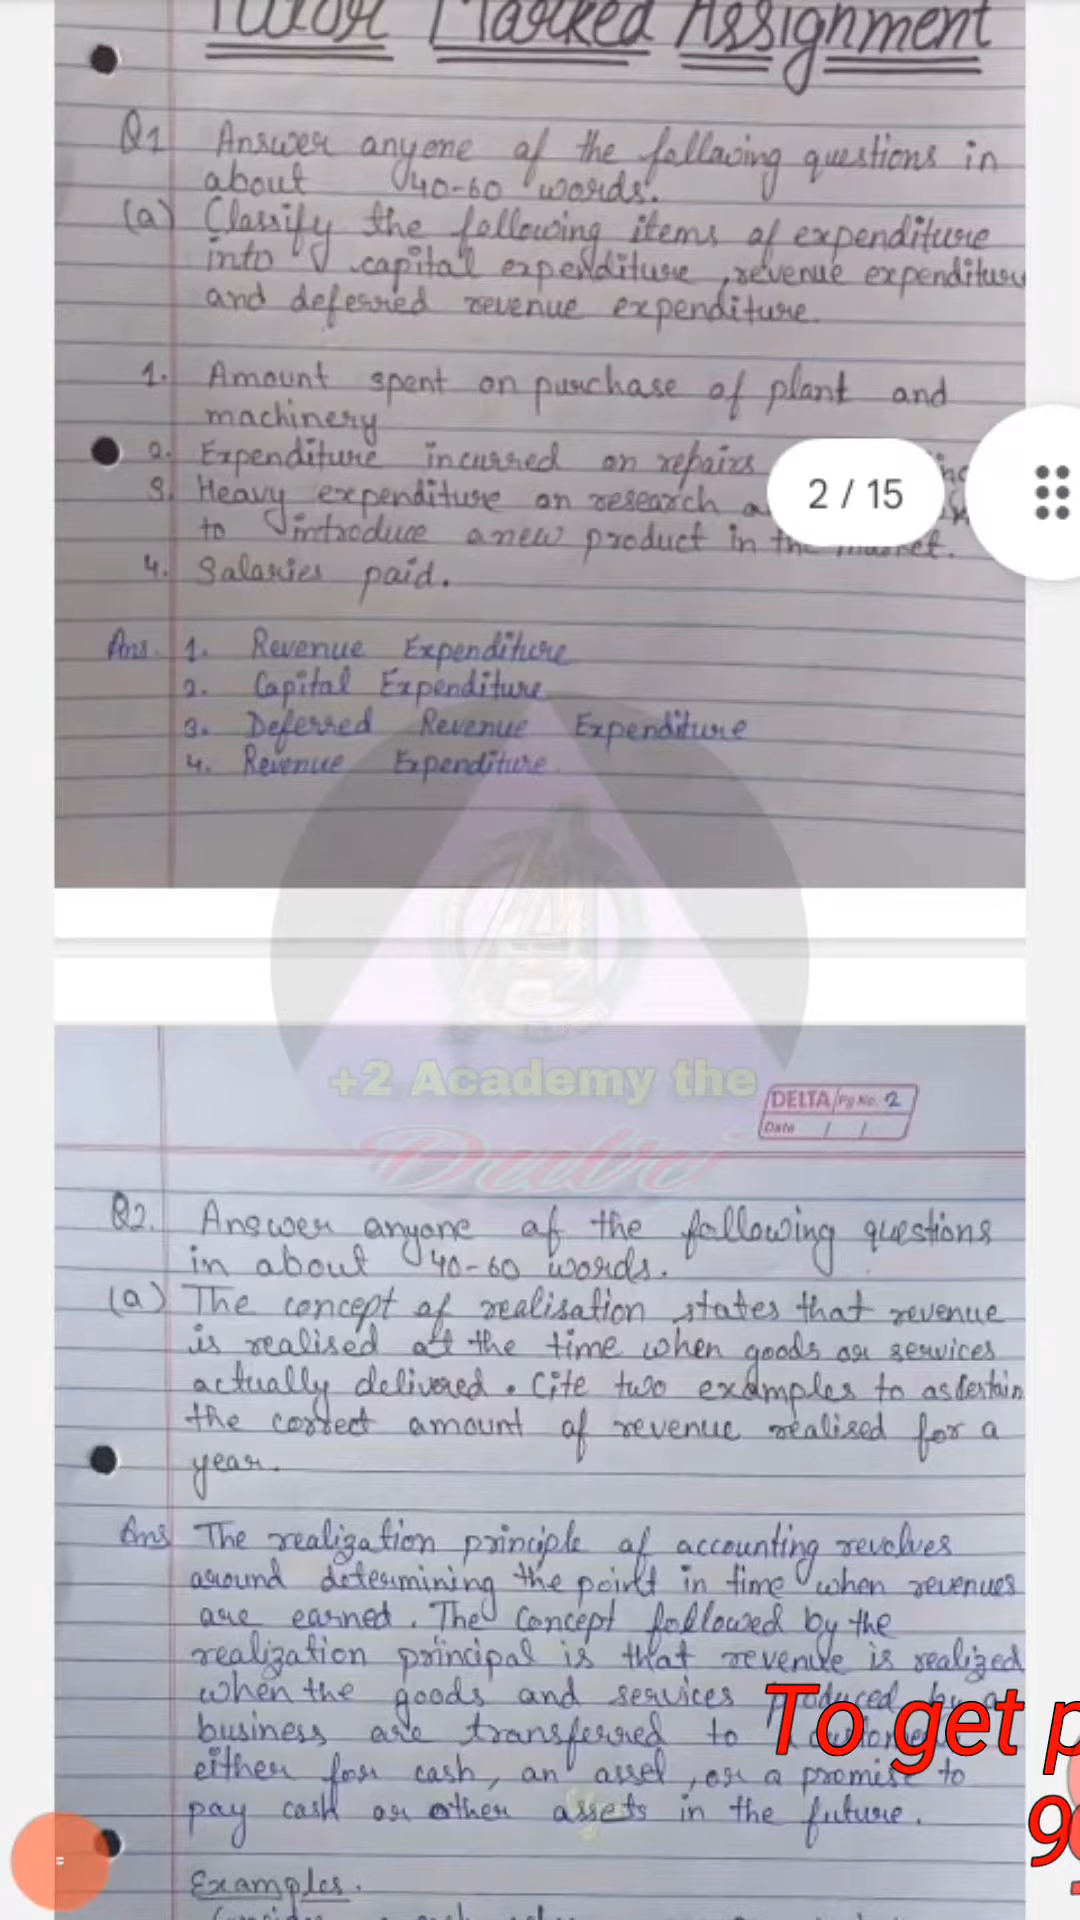 Tutor Marked Assignment
Q1 Answer anyone of the following questions in
about 40-60 words.
(a) Classify the following items of expenditure
into capital expenditure, revenue expenditure
and deferred revenue expenditure.
1. Amount spent on purchase of plant and
machinery
2. Expenditure incurred on repairs
3. Heavy expenditure on research
to introduce a new product in the market.
4. Salaries paid.
2 / 15
Ans. 1. Revenue Expenditure
2. Capital Expenditure
3. Deferred Revenue Expenditure
4. Revenue Expenditure
+2 Academy the
Badri
DELTA Pg No. 2
Date / /
Q2. Answer anyone of the following questions
in about 40-60 words.
(a) The concept of realisation states that revenue
is realised at the time when goods or services
actually delivered. Cite two examples to ascertain
the correct amount of revenue realised for a
year.
Ans The realization principle of accounting revolves
around determining the point in time when revenues
are earned. The concept followed by the
realization principal is that revenue is realized
when the goods and services produced by a
business are transferred to a customer
either for cash, an asset, or a promise to
pay cash or other assets in the future.
To get p
9
Examples.